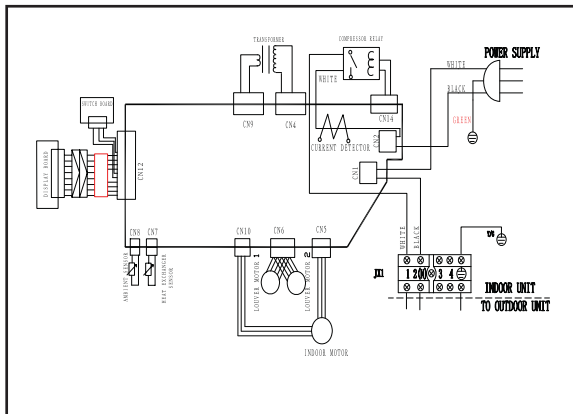 TRANSFORMER
COMPRESSOR RELAY
WHITE
POWER SUPPLY
WHITE
BLACK
GREEN
SWITCH BOARD
CN9
CN4
CN14
CURRENT DETECTOR
CN2
CN1
DISPLAY BOARD
CN12
CN8
CN7
CN10
CN6
CN5
WHITE
BLACK
AMBIENT SENSOR
HEAT EXCHANGER
SENSOR
LOUVER MOTOR 1
LOUVER MOTOR 2
INDOOR MOTOR
1 2 3 4
INDOOR UNIT
TO OUTDOOR UNIT